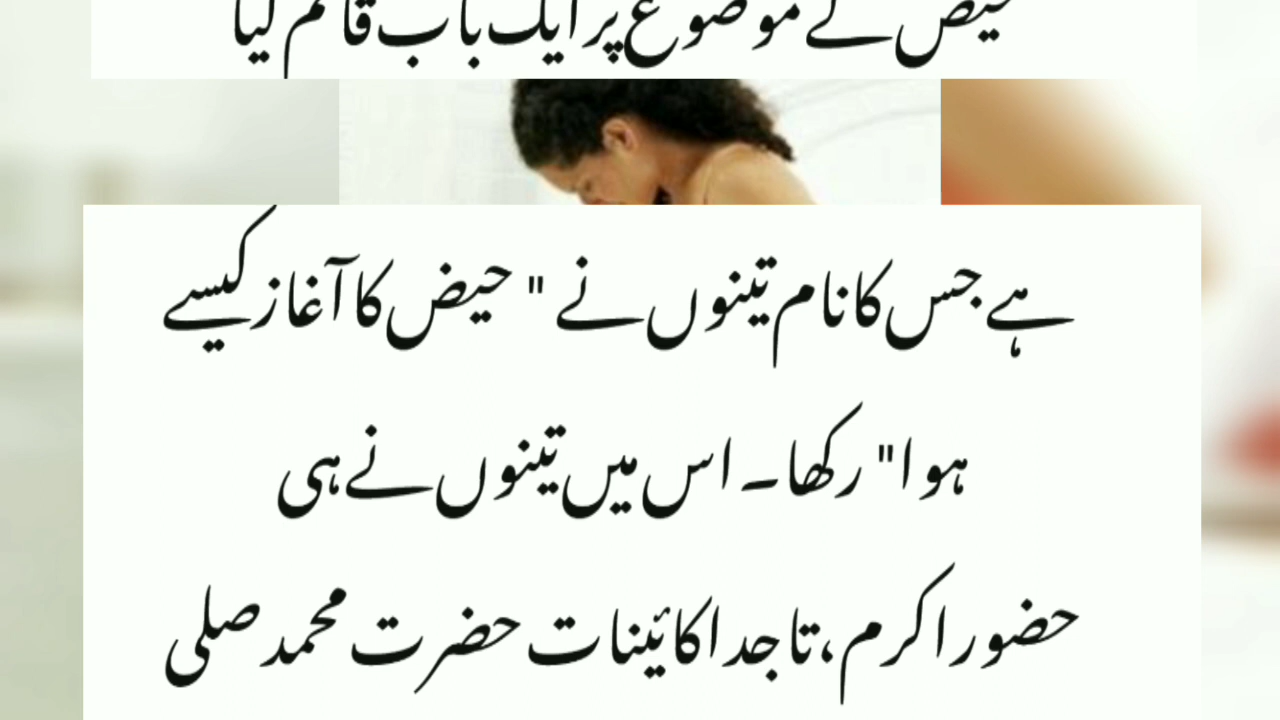 حیض کے موضوع پر ایک باب قائم کیا
ہے جس کا نام تینوں نے " حیض کا آغاز کیسے
ہوا" رکھا۔ اس میں تینوں نے ہی
حضور اکرم، تاجدا کائینات حضرت محمد صلی